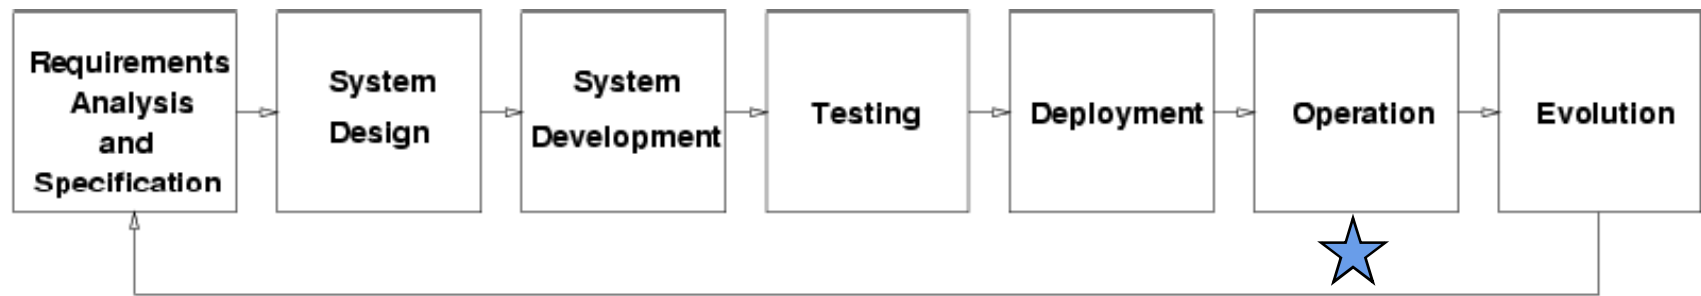 Requirements
Analysis
and
Specification
System
Design
System
Development
Testing
Deployment
Operation
Evolution